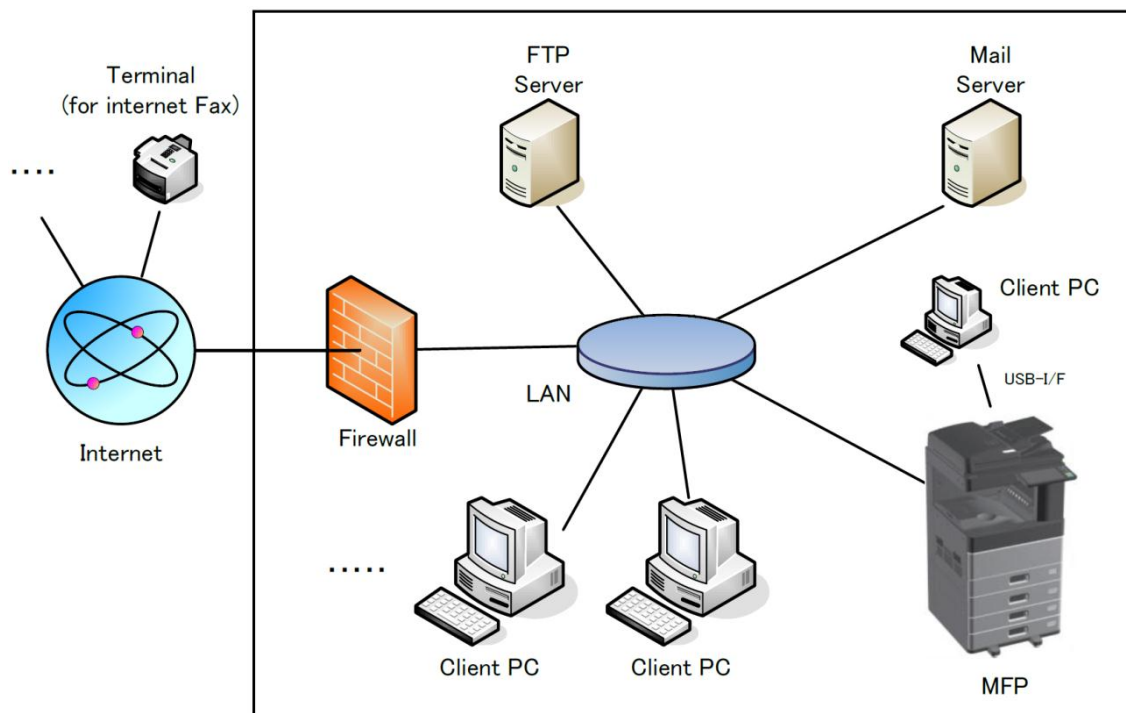 FTP
Server
Mail
Server
Terminal
(for internet Fax)
....
Client PC
USB-I/F
LAN
Firewall
Internet
.....
Client PC
Client PC
MFP